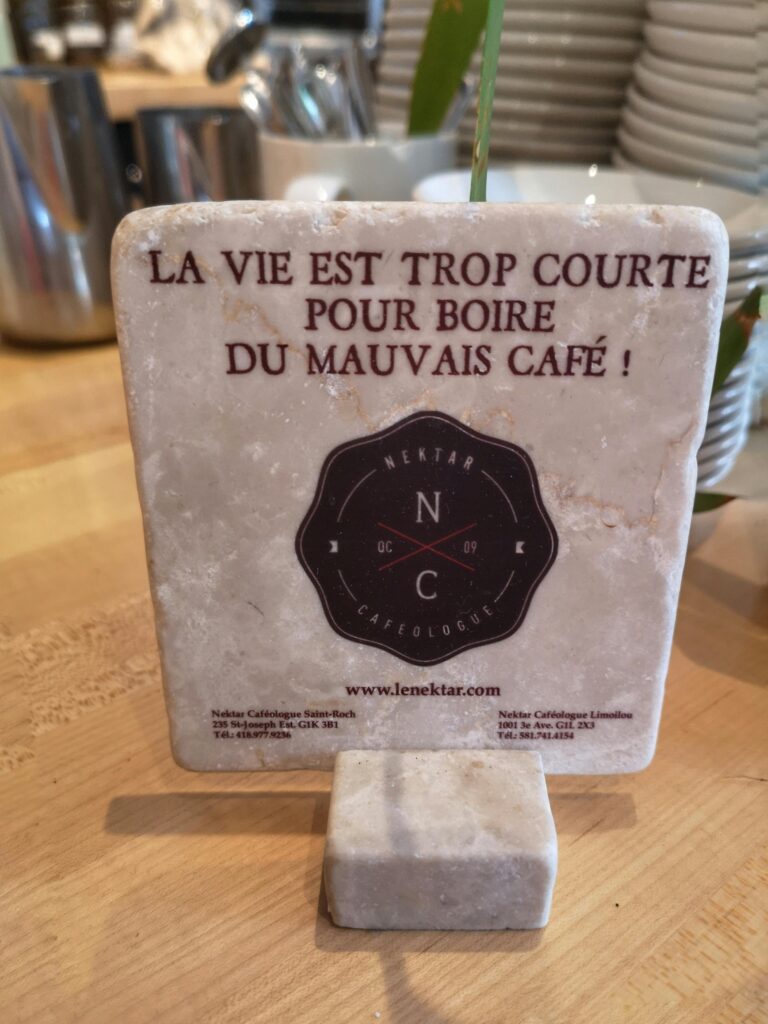 LA VIE EST TROP COURTE
POUR BOIRE
DU MAUVAIS CAFÉ !
NEKTAR
N
QC 09
C
CAFÉOLOGUE
www.lenektar.com
Nektar Caféologue Saint-Roch
235 St-Joseph Est. G1K 3B1
Tél.: 418.977.9236
Nektar Caféologue Limoilou
1001 3e Ave. G1L 2X3
Tél.: 581.741.4154